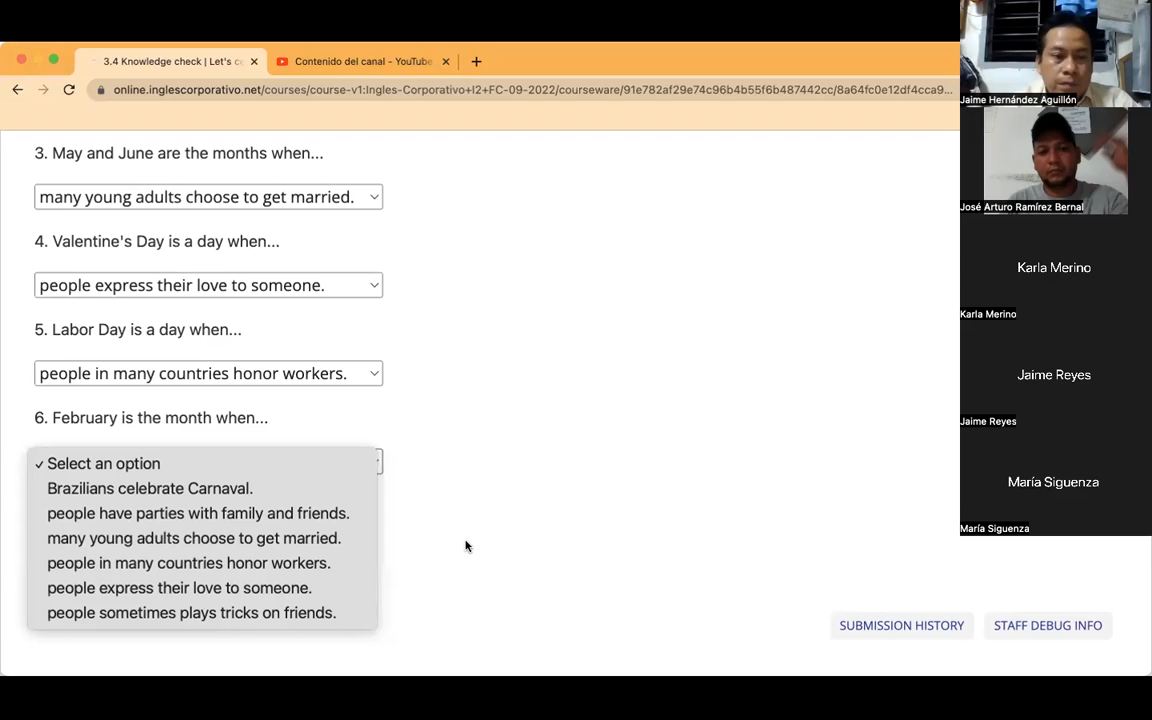 3.4 Knowledge check | Let's c
Contenido del canal - YouTube
online.inglescorporativo.net/courses/course-v1:Ingles-Corporativo+I2+FC-09-2022/courseware/91e782af29e74c96b4b55f6b487442cc/8a64fc0e12df4cca9...
3. May and June are the months when...
many young adults choose to get married.
4. Valentine's Day is a day when...
people express their love to someone.
5. Labor Day is a day when...
people in many countries honor workers.
6. February is the month when...
✓ Select an option
Brazilians celebrate Carnaval.
people have parties with family and friends.
many young adults choose to get married.
people in many countries honor workers.
people express their love to someone.
people sometimes plays tricks on friends.
SUBMISSION HISTORY
STAFF DEBUG INFO
Jaime Hernández Aguillón
José Arturo Ramírez Bernal
Karla Merino
Karla Merino
Jaime Reyes
Jaime Reyes
María Siguenza
María Siguenza